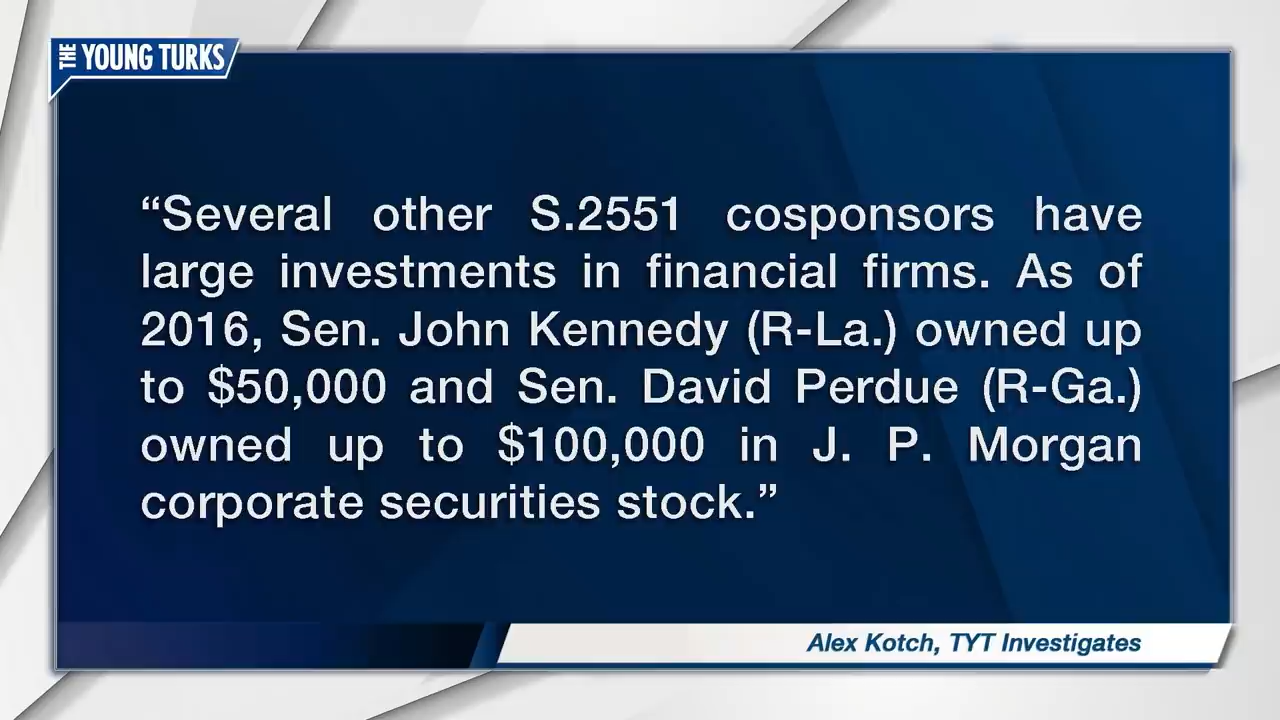 THE YOUNG TURKS
“Several other S.2551 cosponsors have
large investments in financial firms. As of
2016, Sen. John Kennedy (R-La.) owned up
to $50,000 and Sen. David Perdue (R-Ga.)
owned up to $100,000 in J. P. Morgan
corporate securities stock.”
Alex Kotch, TYT Investigates